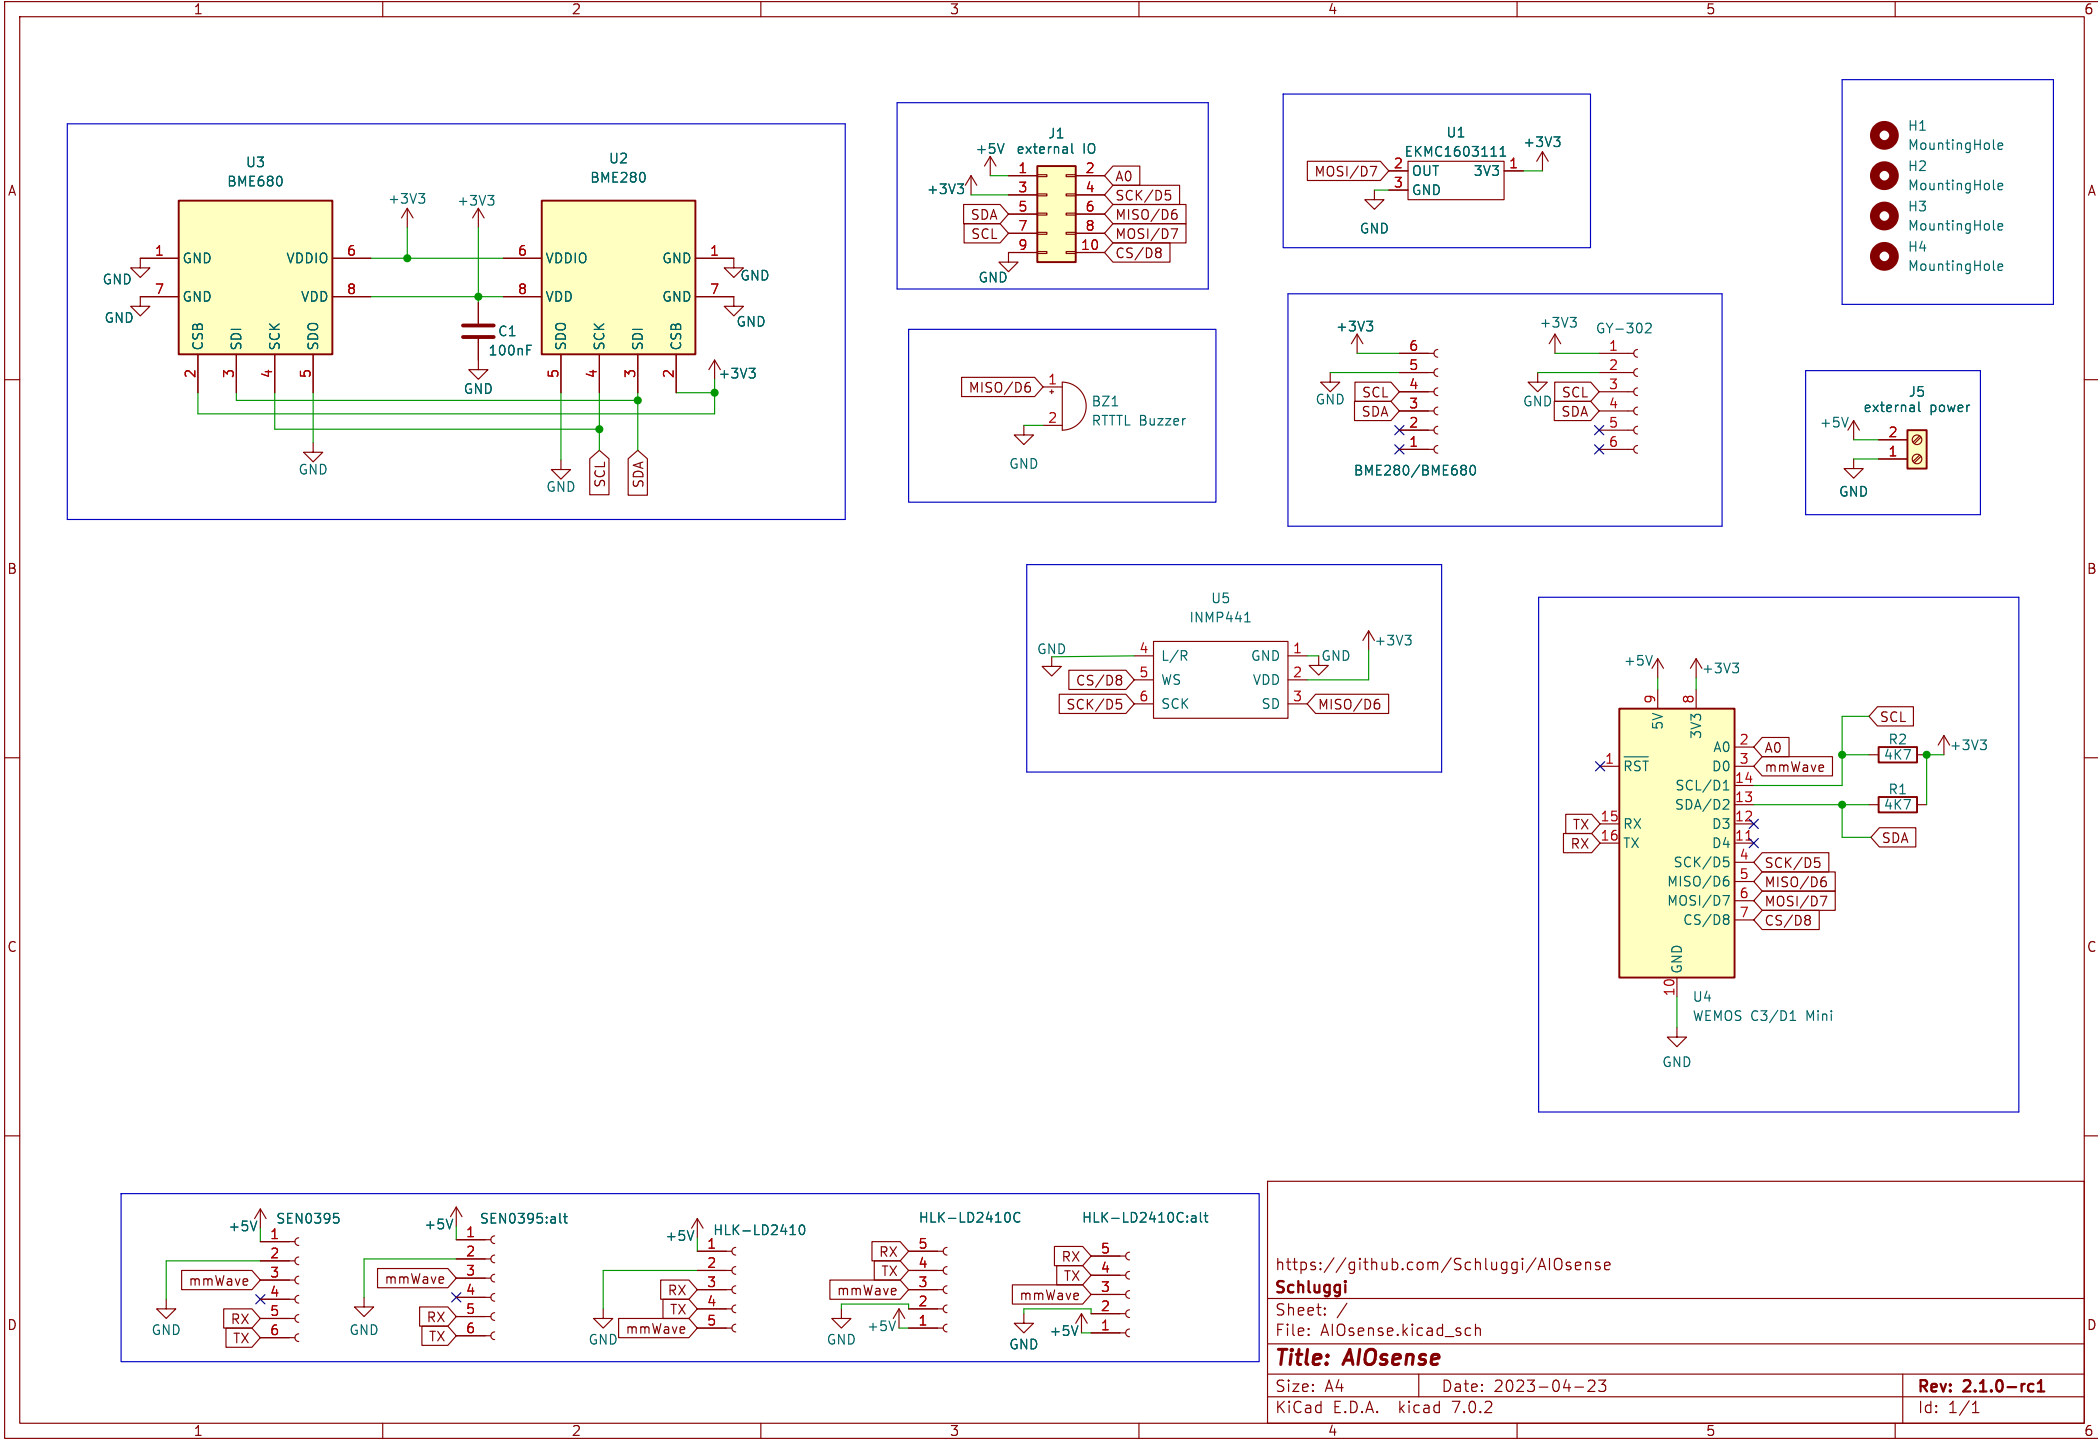 1 2 3 4 5 6
A
B
C
D
U3
BME680
GND
GND
1
7
GND
GND
VDDIO
VDD
6
8
CSB
SDI
SCK
SDO
2
3
4
5
GND
+3V3
+3V3
C1
100nF
GND
U2
BME280
6
8
VDDIO
VDD
GND
GND
1
7
GND
GND
SDO
SCK
SDI
CSB
5
4
3
2
+3V3
GND
SCL
SDA
J1
external IO
+5V
+3V3
1 2 A0
3 4 SCK/D5
SDA 5 6 MISO/D6
SCL 7 8 MOSI/D7
9 10 CS/D8
GND
U1
EKMC1603111
+3V3
MOSI/D7 2 OUT 3V3 1
3 GND
GND
H1
MountingHole
H2
MountingHole
H3
MountingHole
H4
MountingHole
MISO/D6 1
+
2
BZ1
RTTTL Buzzer
GND
+3V3
6
5
GND
SCL 4
SDA 3
2
1
BME280/BME680
+3V3
GY-302
1
2
GND
SCL 3
SDA 4
5
6
J5
external power
+5V
2
1
GND
U5
INMP441
GND
4 L/R GND 1 GND
CS/D8 5 WS VDD 2
SCK/D5 6 SCK SD 3 MISO/D6
+3V3
+5V
+3V3
9
8
5V
3V3
1 RST
TX 15 RX
RX 16 TX
A0 2 A0
D0 3 mmWave
SCL/D1 14
SDA/D2 13
D3 12
D4 11
SCK/D5 4 SCK/D5
MISO/D6 5 MISO/D6
MOSI/D7 6 MOSI/D7
CS/D8 7 CS/D8
SCL
R2
4K7
+3V3
R1
4K7
SDA
GND
10
U4
WEMOS C3/D1 Mini
GND
+5V
SEN0395
1
2
mmWave 3
4
RX 5
TX 6
GND
+5V
SEN0395:alt
1
2
mmWave 3
4
RX 5
TX 6
GND
+5V
HLK-LD2410
1
2
RX 3
TX 4
mmWave 5
GND
HLK-LD2410C
RX 5
TX 4
mmWave 3
2
+5V 1
GND
HLK-LD2410C:alt
RX 5
TX 4
mmWave 3
2
+5V 1
GND
https://github.com/Schluggi/AIOsense
Schluggi
Sheet: /
File: AIOsense.kicad_sch
Title: AIOsense
Size: A4 Date: 2023-04-23 Rev: 2.1.0-rc1
KiCad E.D.A. kicad 7.0.2 Id: 1/1
A
B
C
D
1 2 3 4 5 6